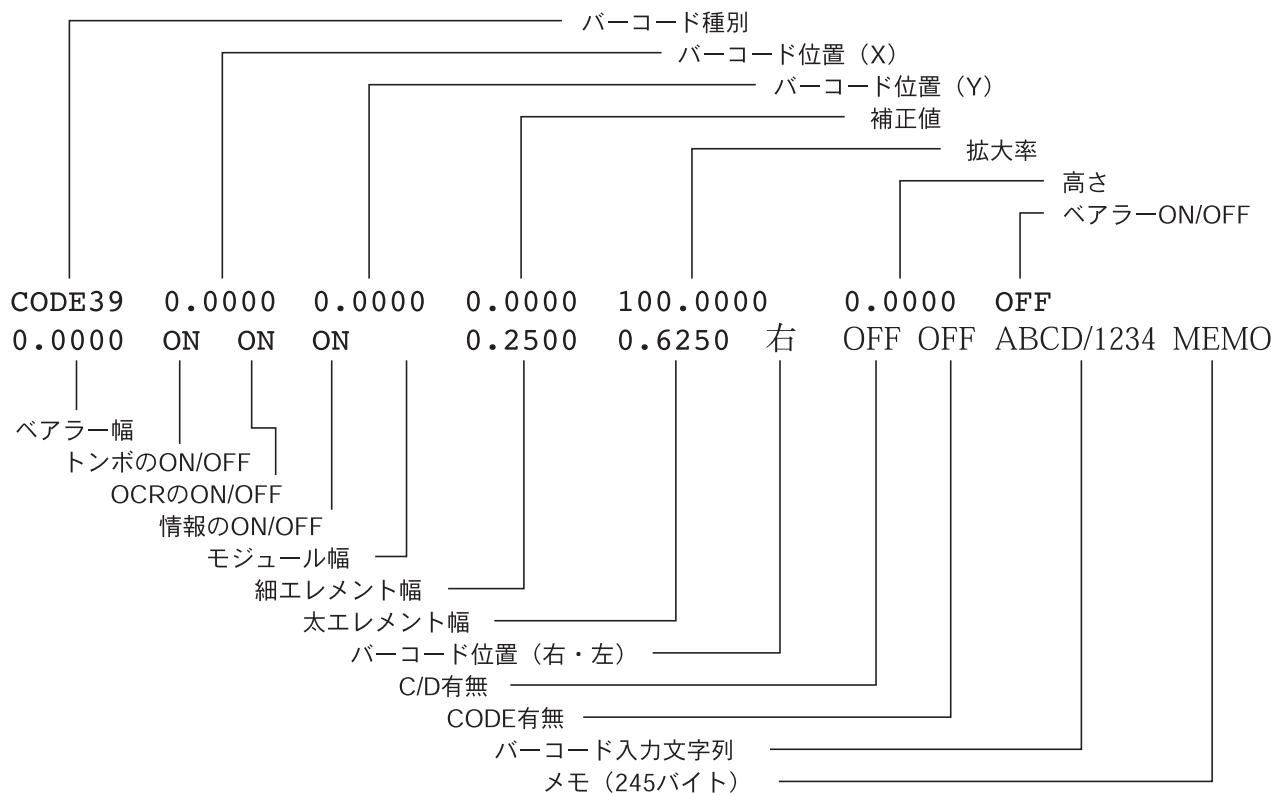 バーコード種別
バーコード位置（X）
バーコード位置（Y）
補正値
拡大率
高さ
ベアラーON/OFF
CODE39 0.0000 0.0000 0.0000 100.0000 0.0000 OFF
0.0000 ON ON ON 0.2500 0.6250 右 OFF OFF ABCD/1234 MEMO
ベアラー幅
トンボのON/OFF
OCRのON/OFF
情報のON/OFF
モジュール幅
細エレメント幅
太エレメント幅
バーコード位置（右・左）
C/D有無
CODE有無
バーコード入力文字列
メモ（245バイト）